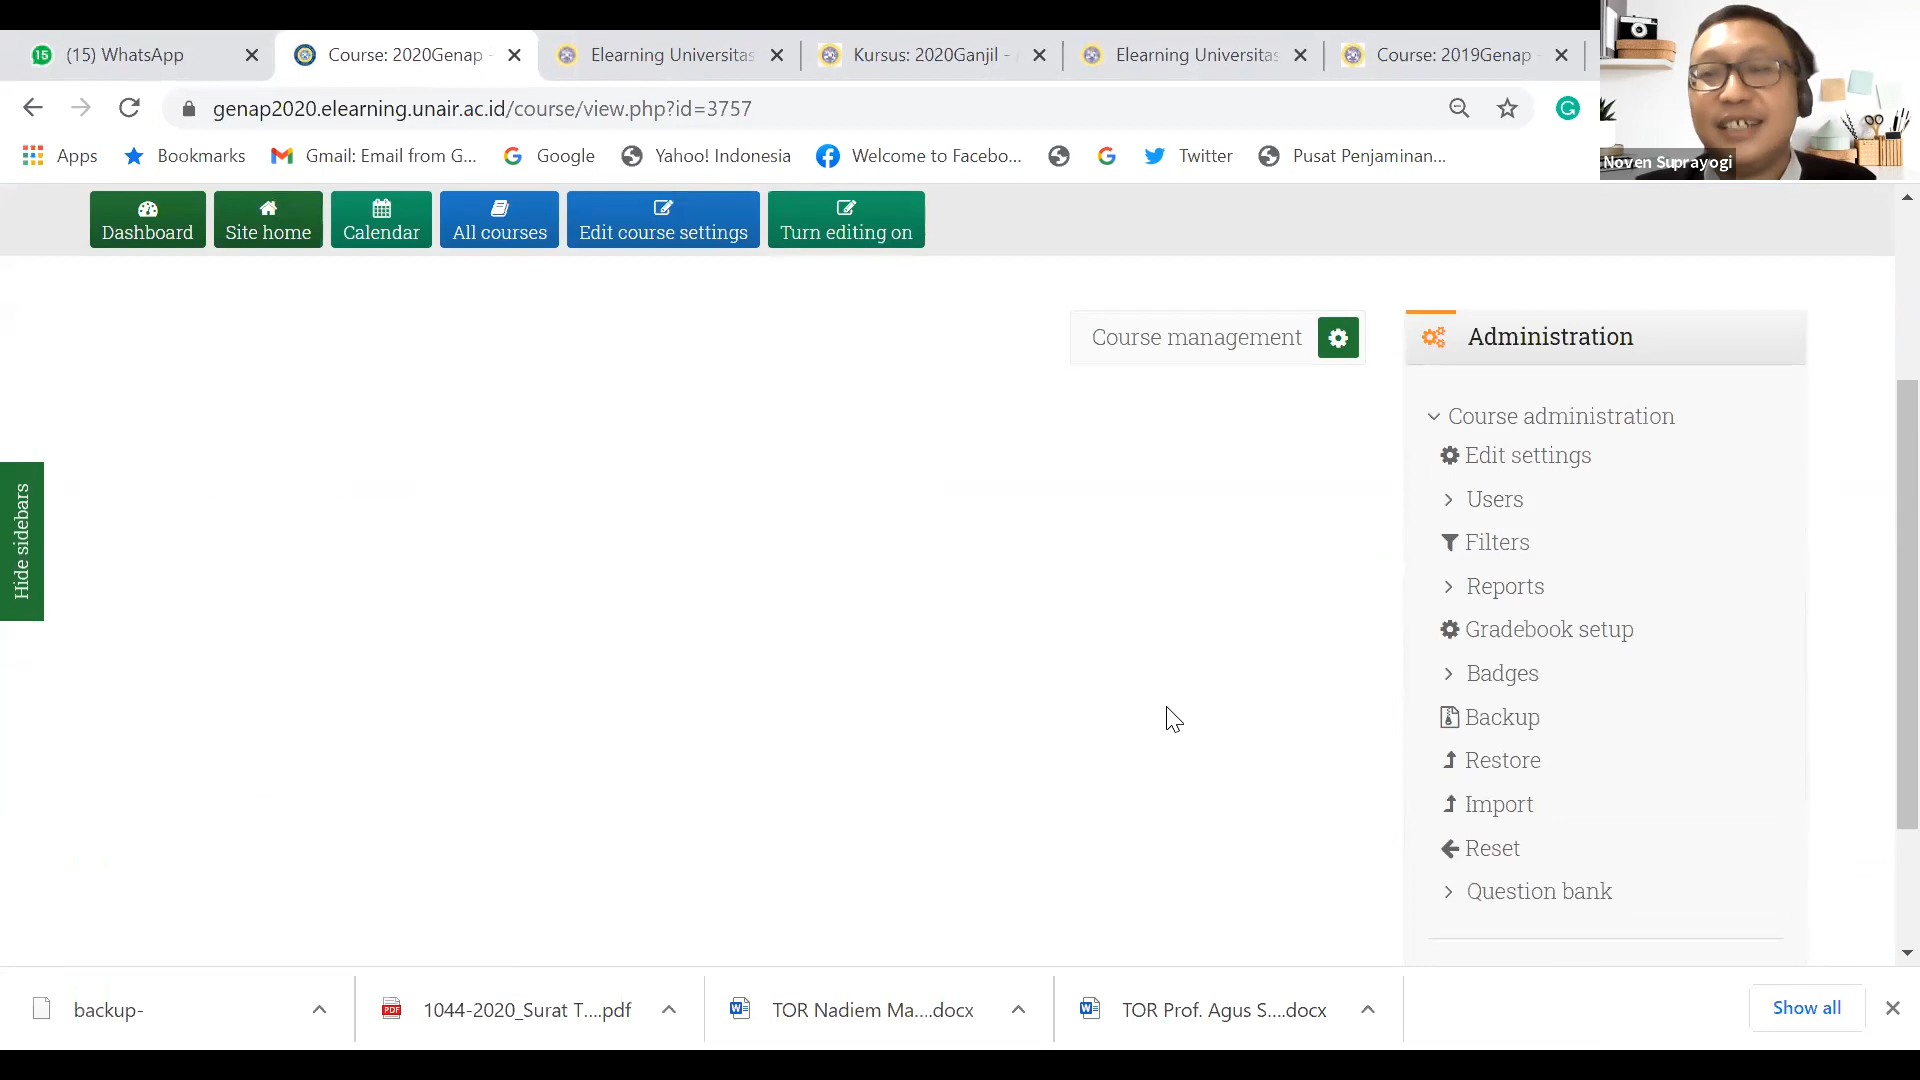 15 (15) WhatsApp
Course: 2020Genap -
Elearning Universitas
Kursus: 2020Ganjil -
Elearning Universitas
Course: 2019Genap -
genap2020.elearning.unair.ac.id/course/view.php?id=3757
Apps
Bookmarks
Gmail: Email from G...
Google
Yahoo! Indonesia
Welcome to Facebo...
Twitter
Pusat Penjaminan...
Noven Suprayogi
Dashboard
Site home
Calendar
All courses
Edit course settings
Turn editing on
Hide sidebars
Course management
Administration
Course administration
Edit settings
Users
Filters
Reports
Gradebook setup
Badges
Backup
Restore
Import
Reset
Question bank
backup-
PDF
1044-2020_Surat T....pdf
TOR Nadiem Ma....docx
TOR Prof. Agus S....docx
Show all